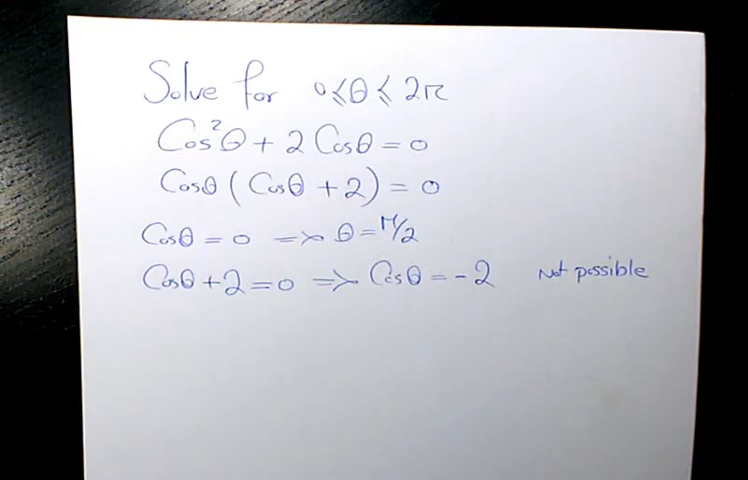 Solve for 0≤θ≤2π
Cos²θ + 2 Cosθ = 0
Cosθ ( Cosθ + 2 ) = 0
Cosθ = 0 => θ = π/2
Cosθ + 2 = 0 => Cosθ = - 2 Not possible